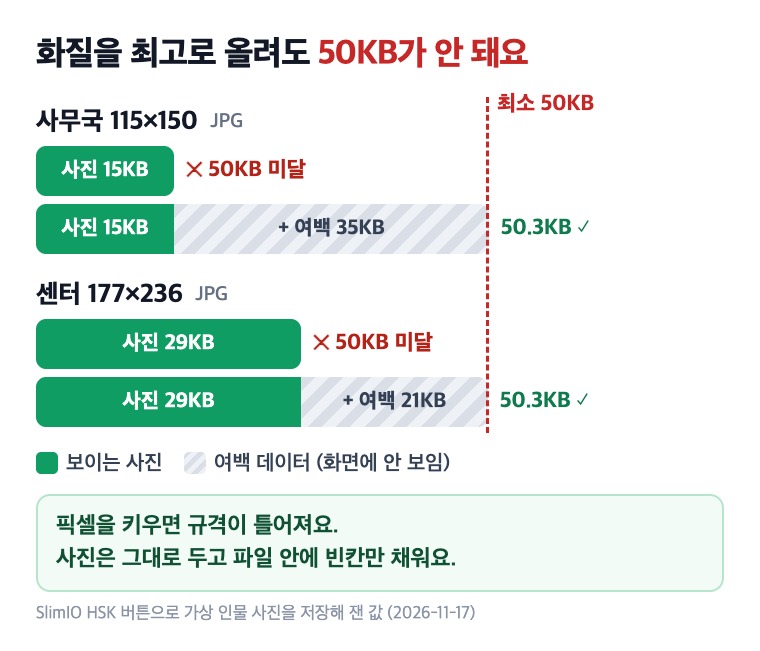 화질을 최고로 올려도 50KB가 안 돼요
최소 50KB
사무국 115×150 JPG
사진 15KB ✕ 50KB 미달
사진 15KB + 여백 35KB 50.3KB ✓
센터 177×236 JPG
사진 29KB ✕ 50KB 미달
사진 29KB + 여백 21KB 50.3KB ✓
보이는 사진 여백 데이터 (화면에 안 보임)
픽셀을 키우면 규격이 틀어져요.
사진은 그대로 두고 파일 안에 빈칸만 채워요.
SlimIO HSK 버튼으로 가상 인물 사진을 저장해 잰 값 (2026-11-17)